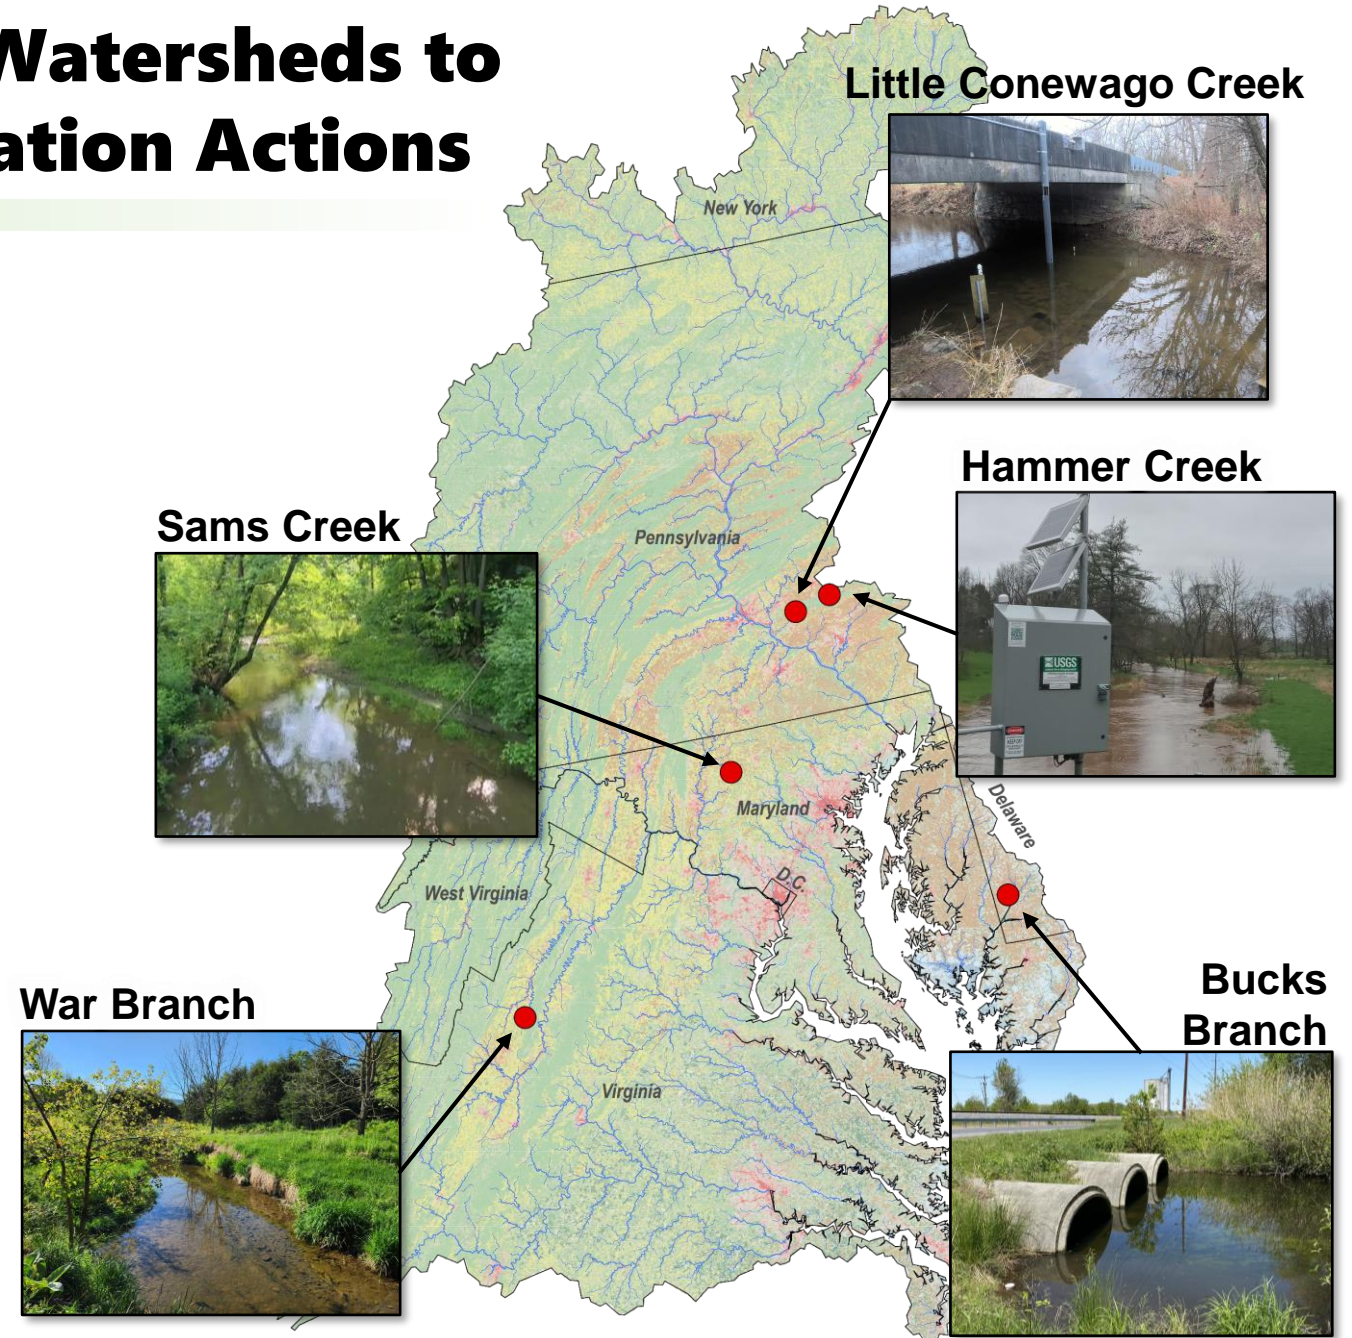 Watersheds to
ation Actions
Little Conewago Creek
New York
Hammer Creek
Sams Creek
Pennsylvania
USGS
Maryland
Delaware
D.C.
West Virginia
Bucks
Branch
War Branch
Virginia